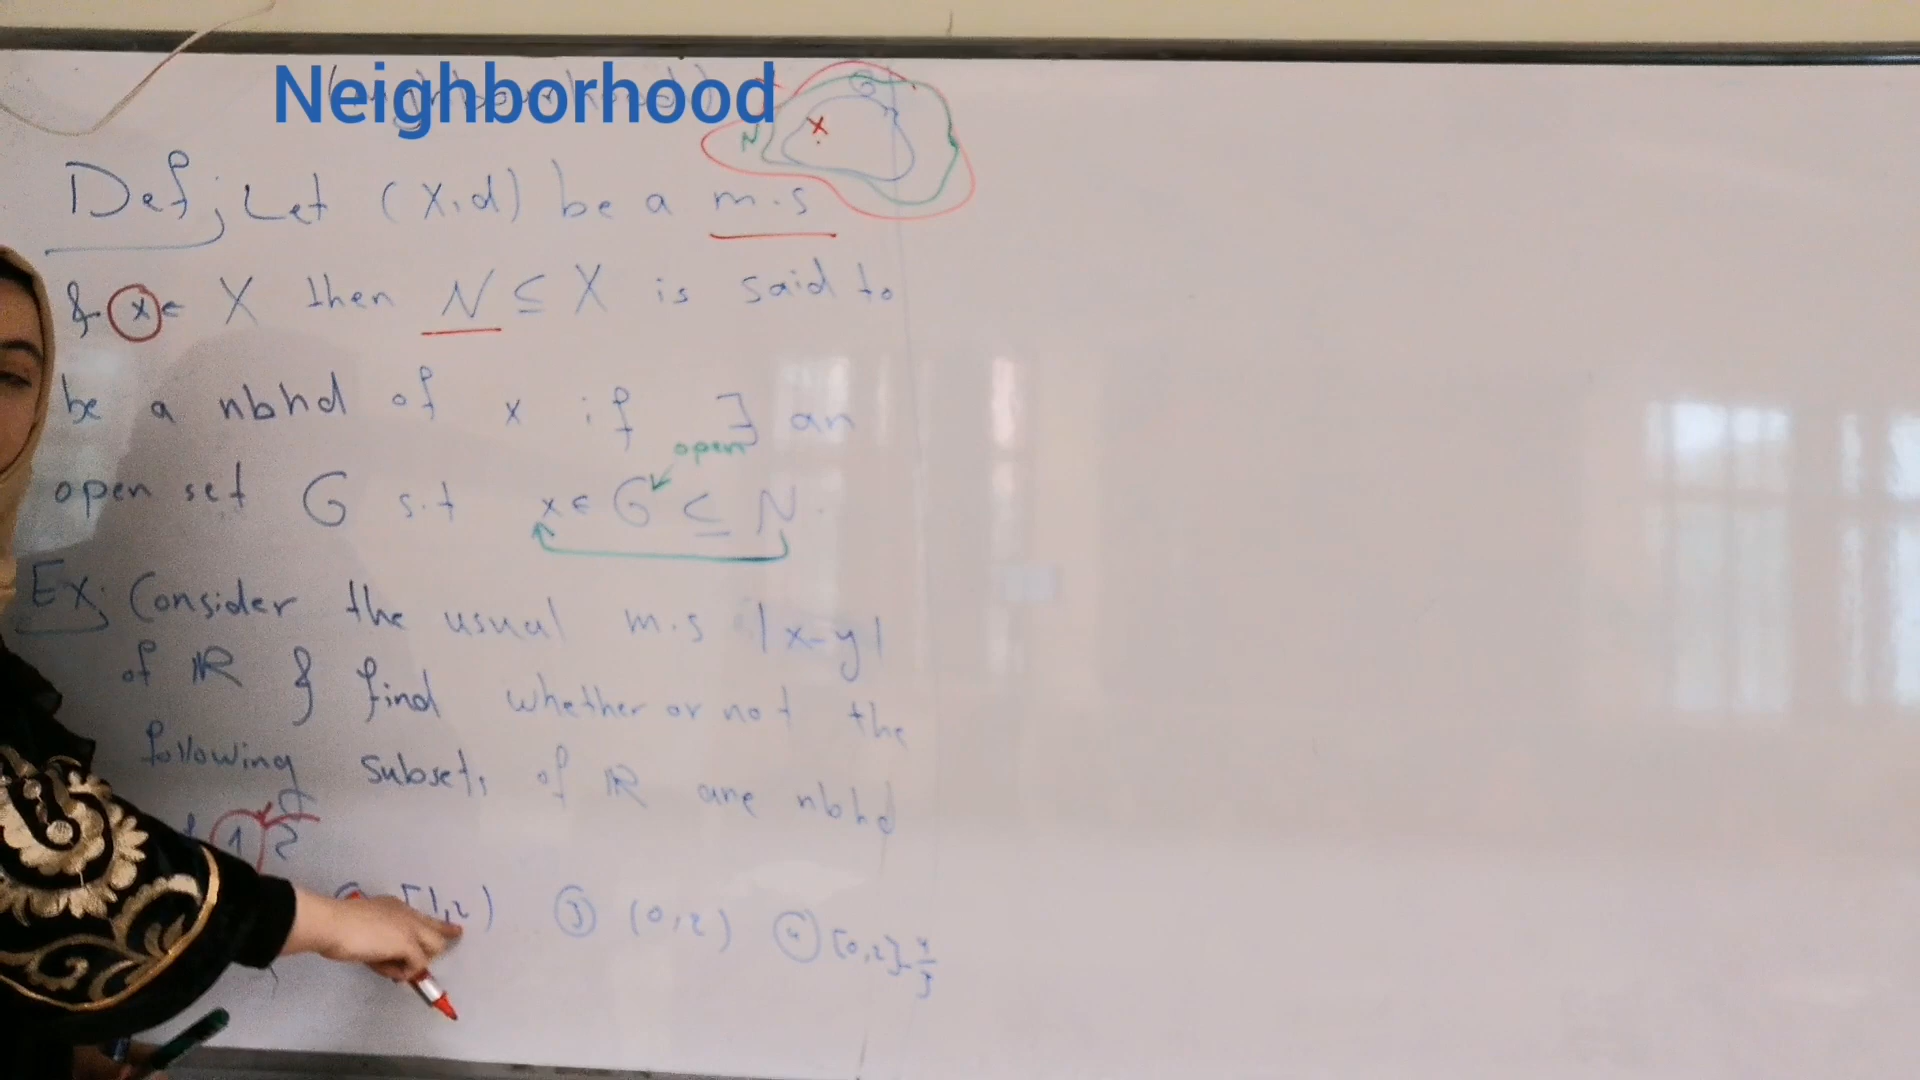 Neighborhood
G
x
N
Def; Let (X,d) be a m.s
& x ∈ X then N ⊆ X is said to
be a nbhd of x if ∃ an
open
open set G s.t x ∈ G ⊆ N.
Ex; Consider the usual m.s |x-y|
of ℝ & find whether or not the
following subsets of ℝ are nbhd
1 ?
[1,2) ③ (0,2) ④ [0,2]-